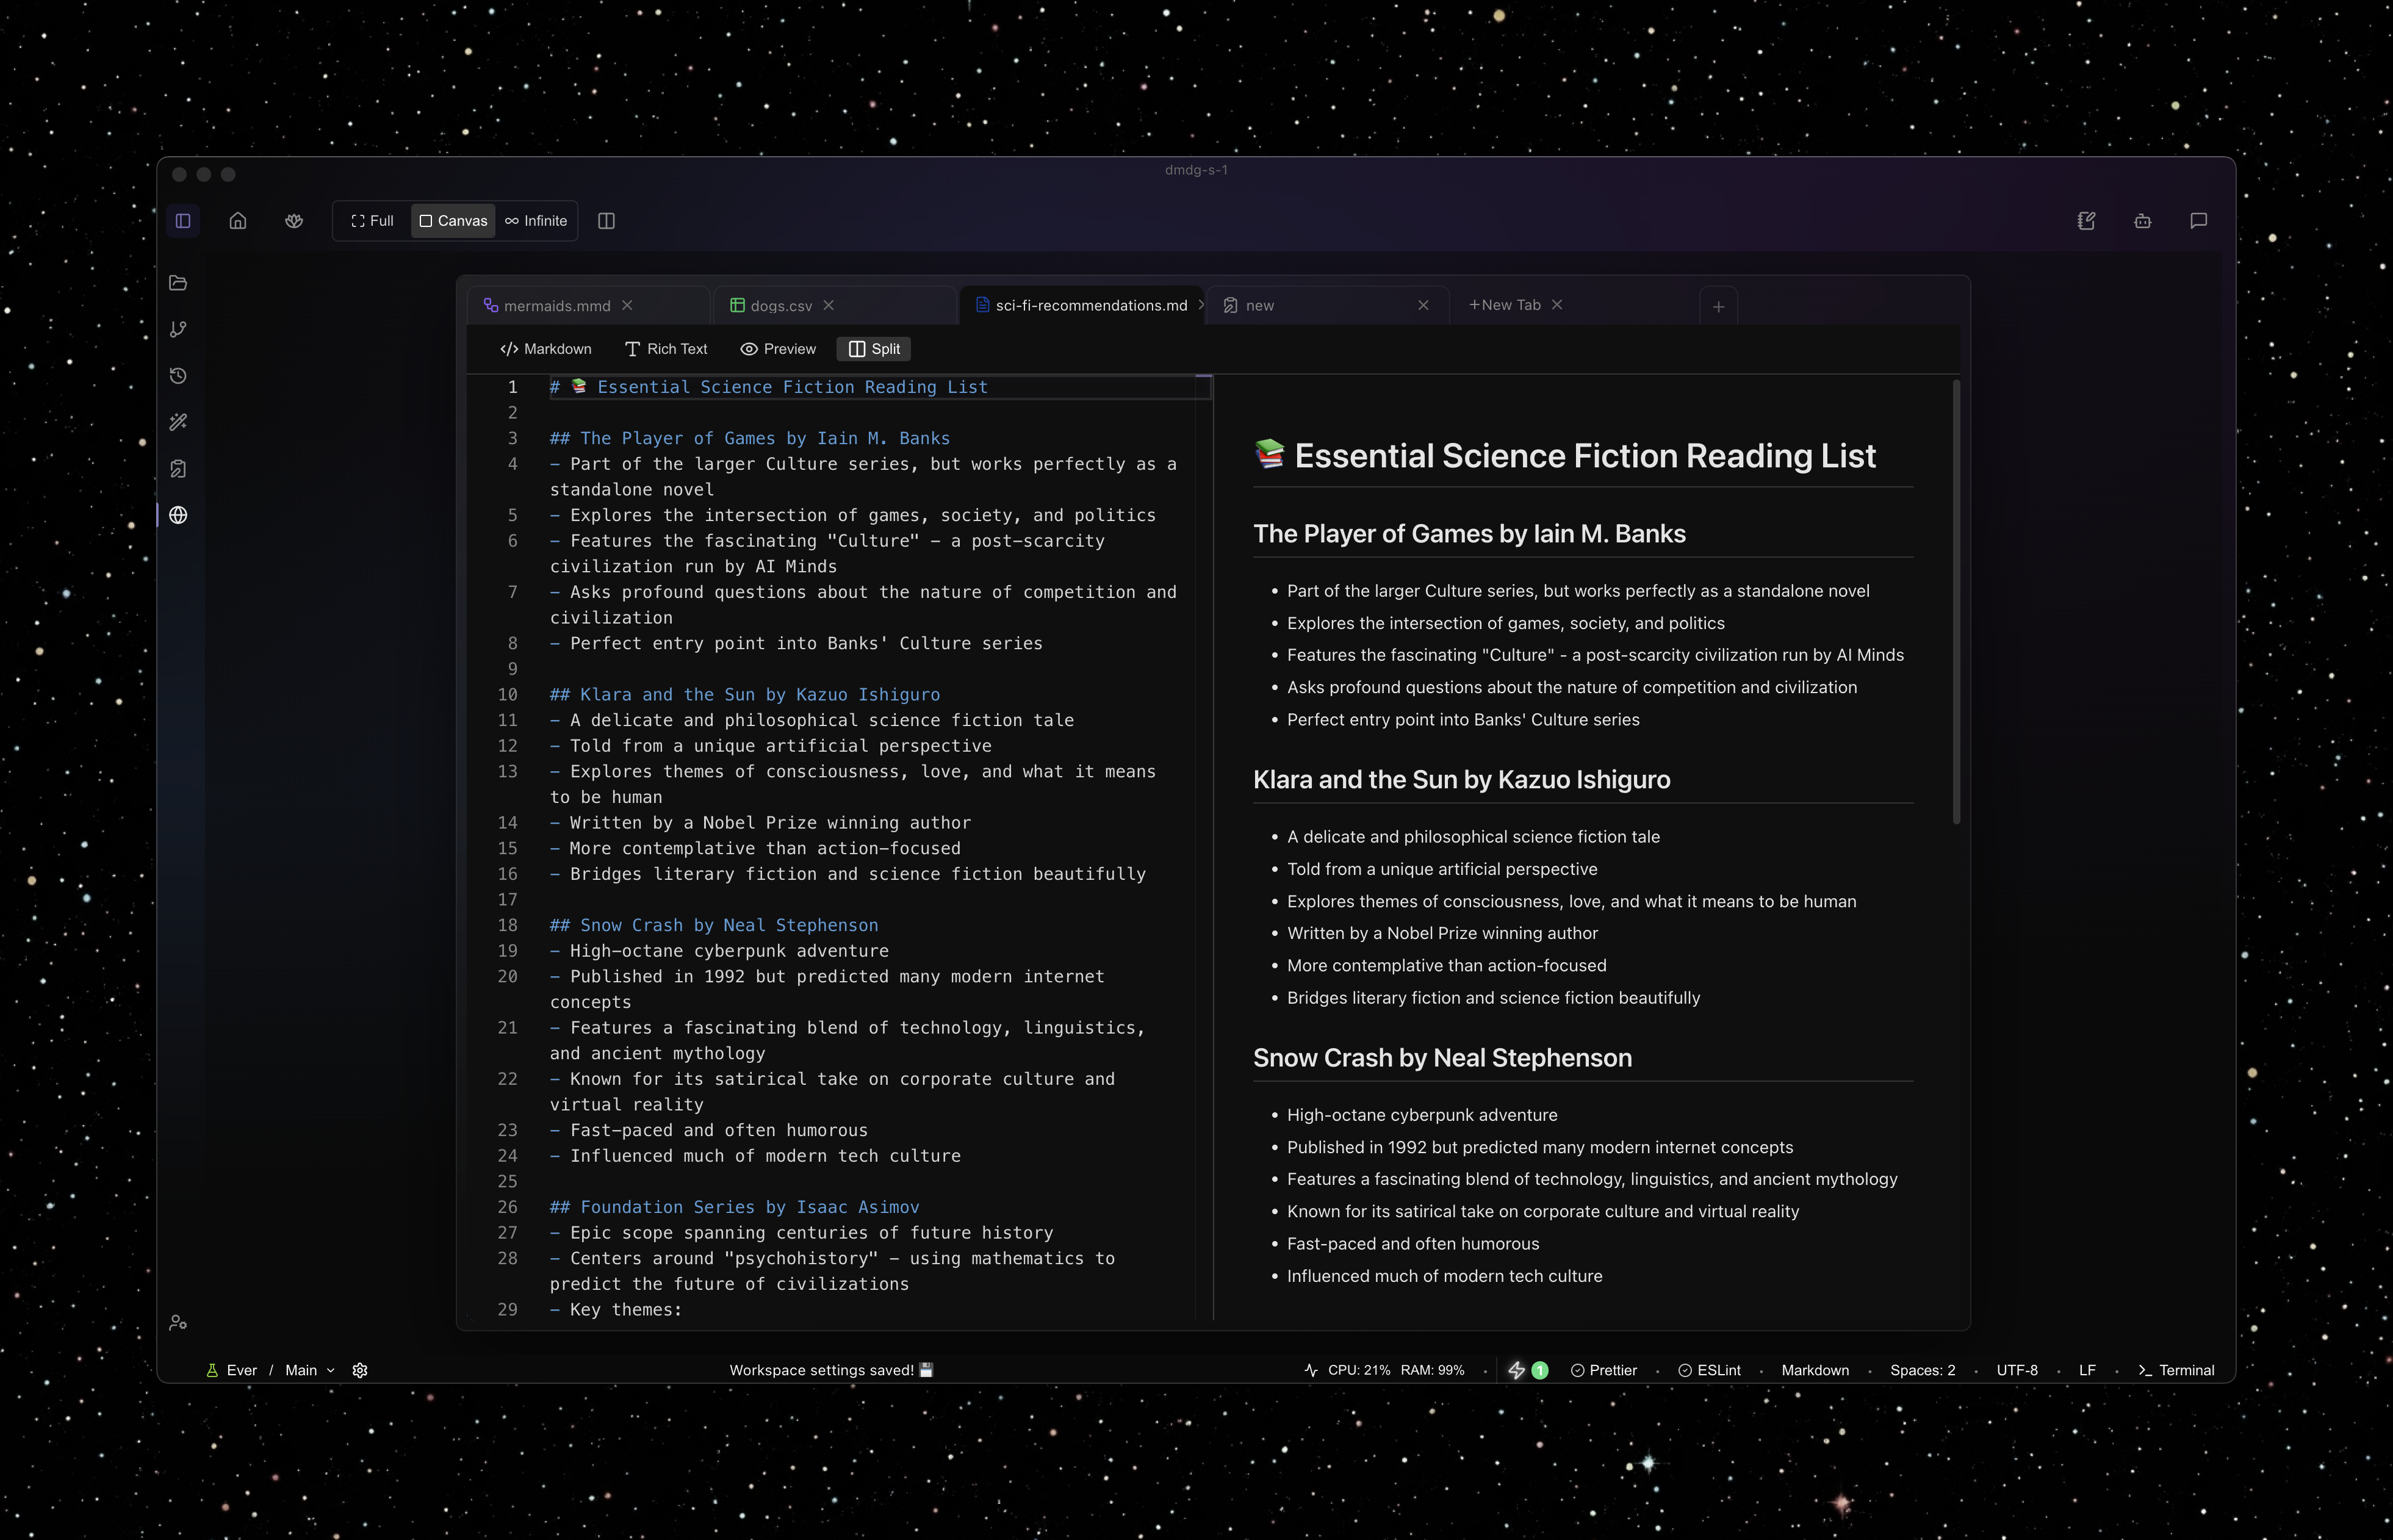 dmdg-s-1
Full Canvas Infinite
mermaids.mmd dogs.csv sci-fi-recommendations.md new +New Tab
Markdown Rich Text Preview Split
1 # 📚 Essential Science Fiction Reading List
2
3 ## The Player of Games by Iain M. Banks
4 - Part of the larger Culture series, but works perfectly as a
standalone novel
5 - Explores the intersection of games, society, and politics
6 - Features the fascinating "Culture" - a post-scarcity
civilization run by AI Minds
7 - Asks profound questions about the nature of competition and
civilization
8 - Perfect entry point into Banks' Culture series
9
10 ## Klara and the Sun by Kazuo Ishiguro
11 - A delicate and philosophical science fiction tale
12 - Told from a unique artificial perspective
13 - Explores themes of consciousness, love, and what it means
to be human
14 - Written by a Nobel Prize winning author
15 - More contemplative than action-focused
16 - Bridges literary fiction and science fiction beautifully
17
18 ## Snow Crash by Neal Stephenson
19 - High-octane cyberpunk adventure
20 - Published in 1992 but predicted many modern internet
concepts
21 - Features a fascinating blend of technology, linguistics,
and ancient mythology
22 - Known for its satirical take on corporate culture and
virtual reality
23 - Fast-paced and often humorous
24 - Influenced much of modern tech culture
25
26 ## Foundation Series by Isaac Asimov
27 - Epic scope spanning centuries of future history
28 - Centers around "psychohistory" - using mathematics to
predict the future of civilizations
29 - Key themes:
📚 Essential Science Fiction Reading List
The Player of Games by Iain M. Banks
• Part of the larger Culture series, but works perfectly as a standalone novel
• Explores the intersection of games, society, and politics
• Features the fascinating "Culture" - a post-scarcity civilization run by AI Minds
• Asks profound questions about the nature of competition and civilization
• Perfect entry point into Banks' Culture series
Klara and the Sun by Kazuo Ishiguro
• A delicate and philosophical science fiction tale
• Told from a unique artificial perspective
• Explores themes of consciousness, love, and what it means to be human
• Written by a Nobel Prize winning author
• More contemplative than action-focused
• Bridges literary fiction and science fiction beautifully
Snow Crash by Neal Stephenson
• High-octane cyberpunk adventure
• Published in 1992 but predicted many modern internet concepts
• Features a fascinating blend of technology, linguistics, and ancient mythology
• Known for its satirical take on corporate culture and virtual reality
• Fast-paced and often humorous
• Influenced much of modern tech culture
Ever / Main Workspace settings saved! 💾 CPU: 21% RAM: 99% 1 Prettier ESLint Markdown Spaces: 2 UTF-8 LF Terminal